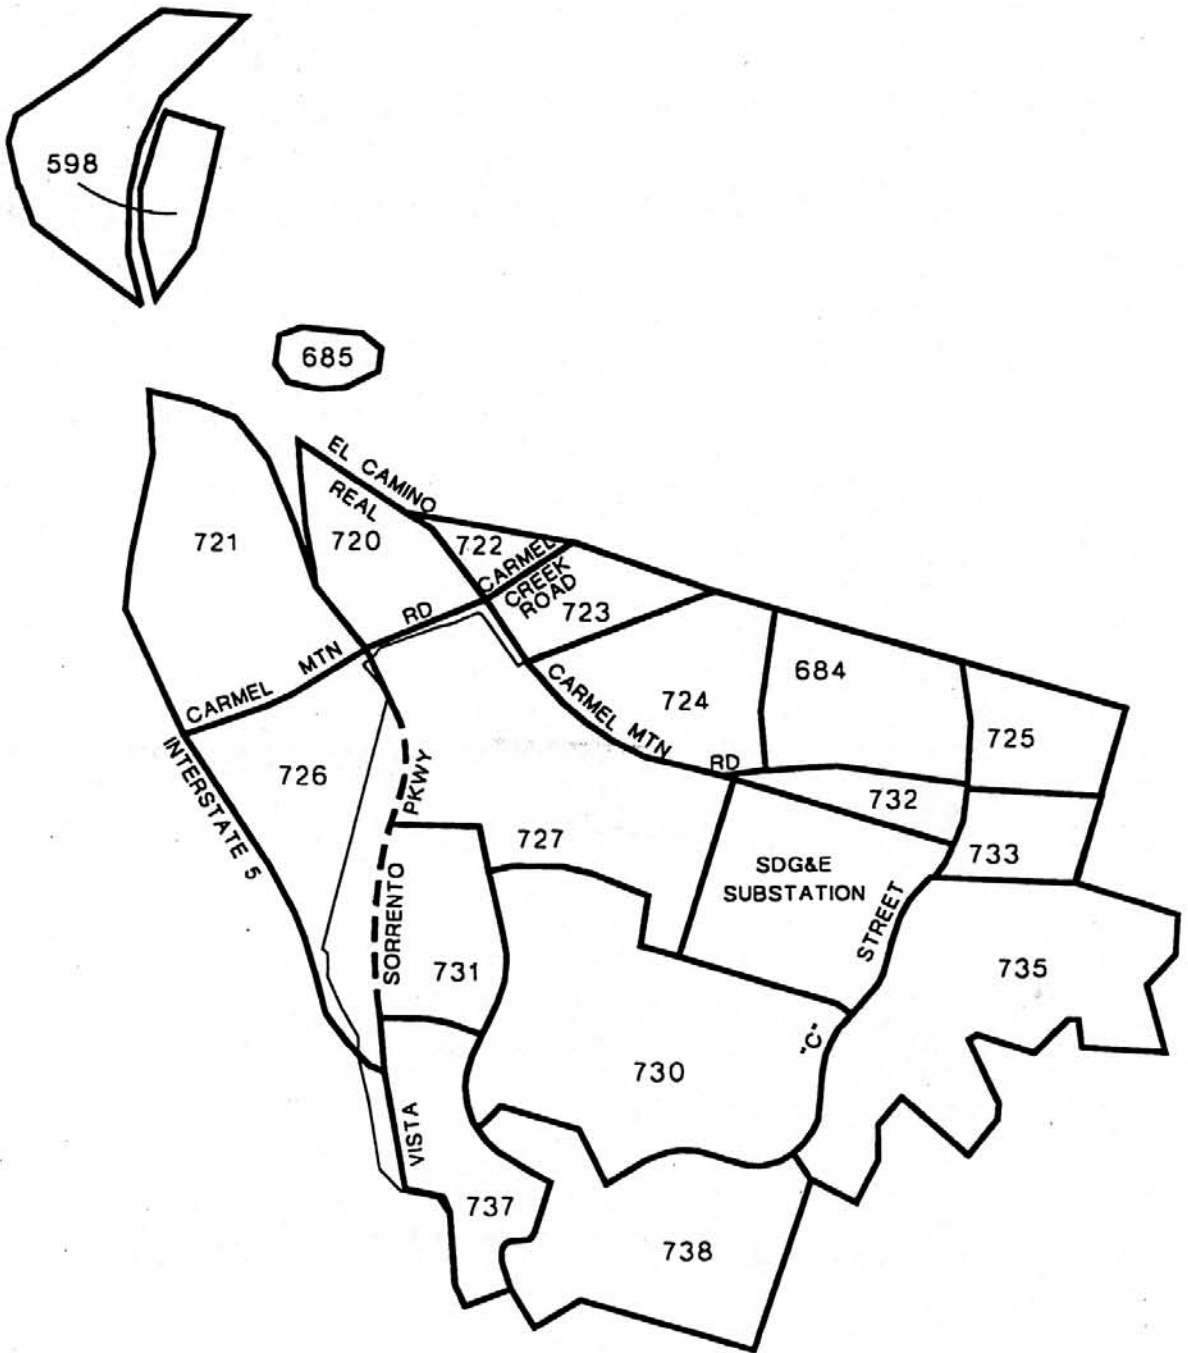 598
685
EL CAMINO
REAL
721
720
722
CARMEL
CREEK
ROAD
723
RD
MTN
CARMEL
684
724
CARMEL MTN
RD
725
INTERSTATE 5
726
PKWY
732
727
733
SDG&E
SUBSTATION
STREET
SORRENTO
731
735
"C"
730
VISTA
737
738